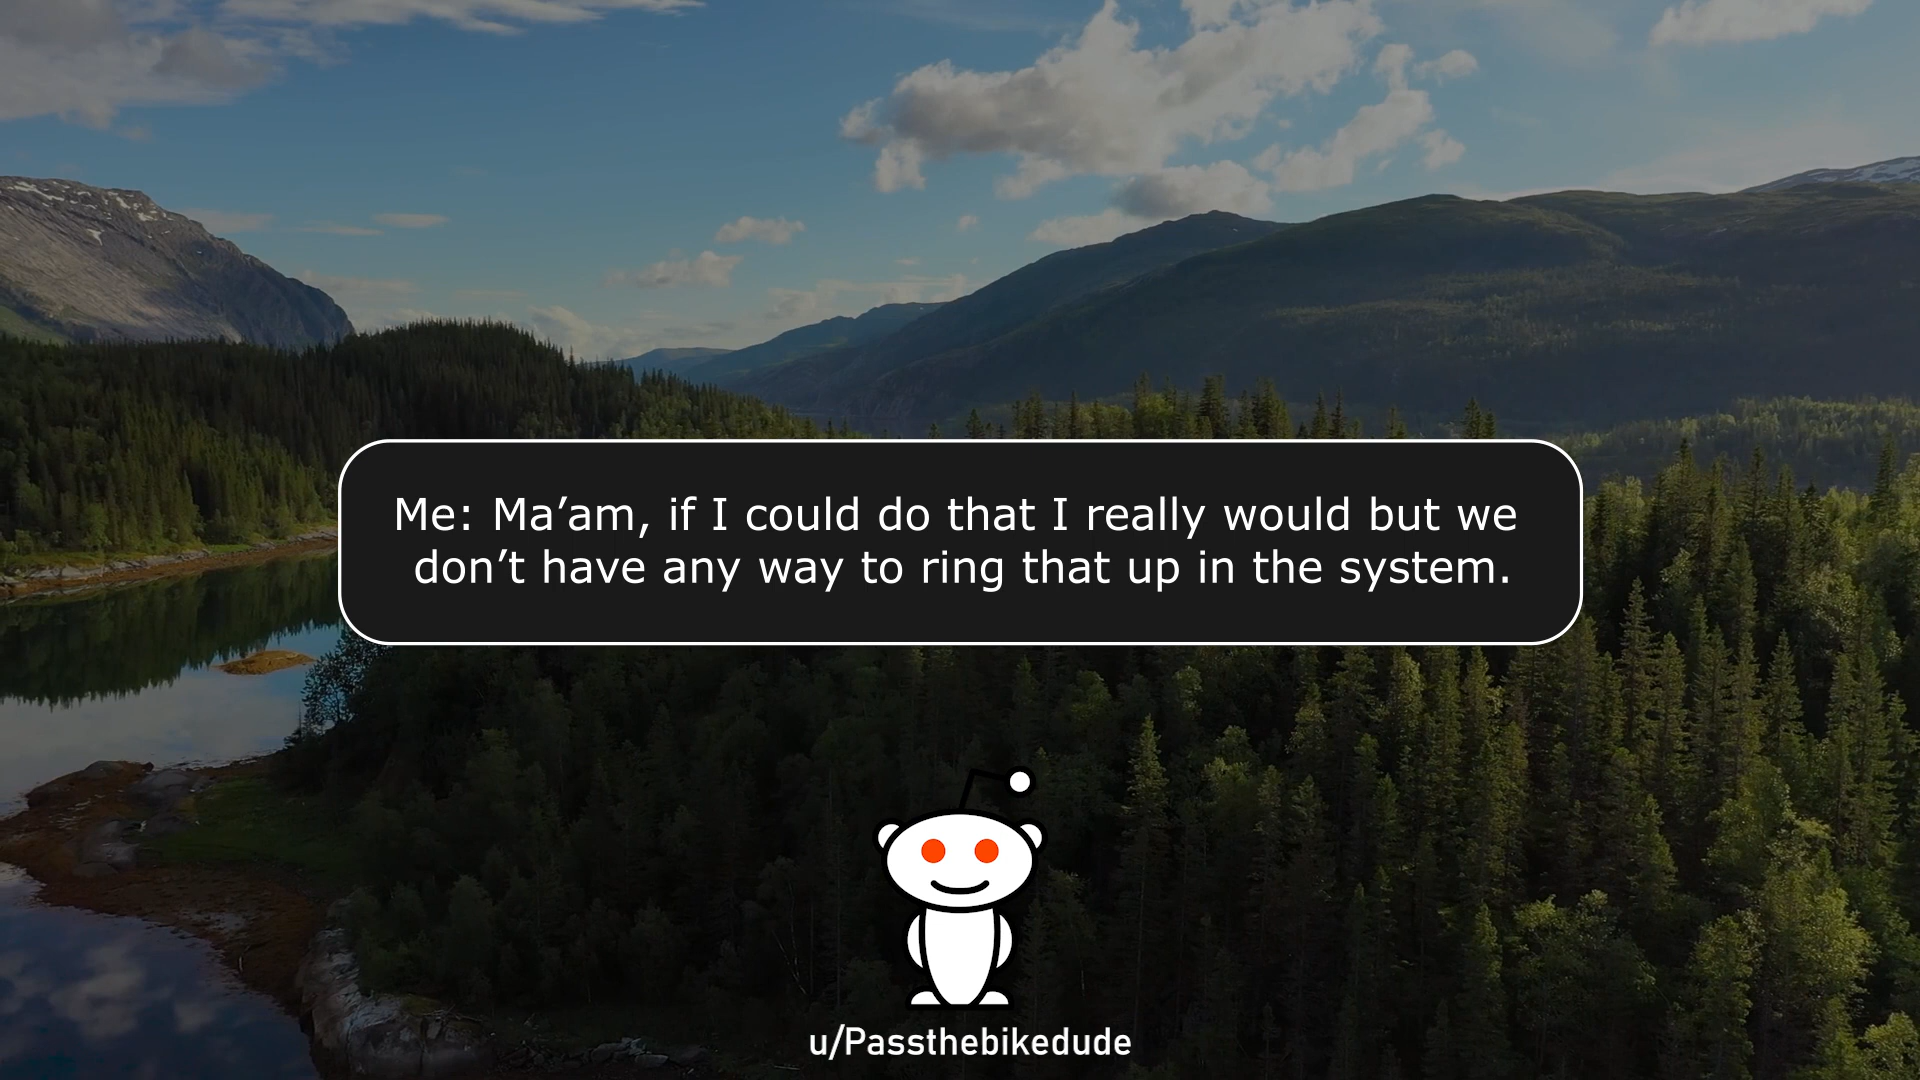 Me: Ma’am, if I could do that I really would but we
don’t have any way to ring that up in the system.
u/Passthebikedude